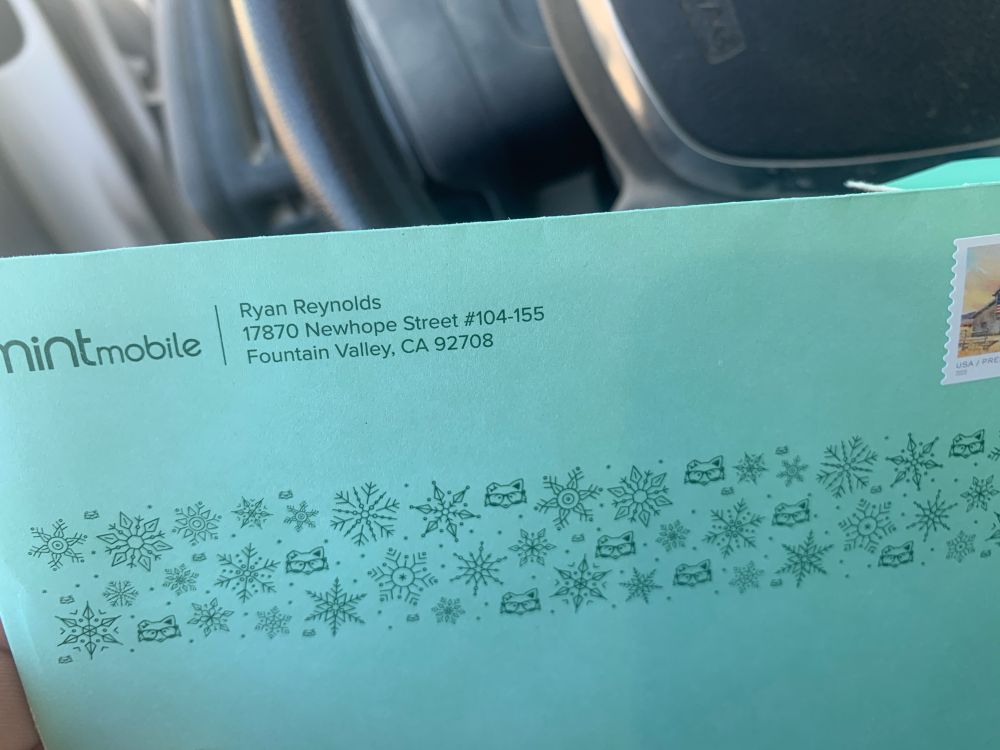 mintmobile
Ryan Reynolds
17870 Newhope Street #104-155
Fountain Valley, CA 92708
USA / PRE